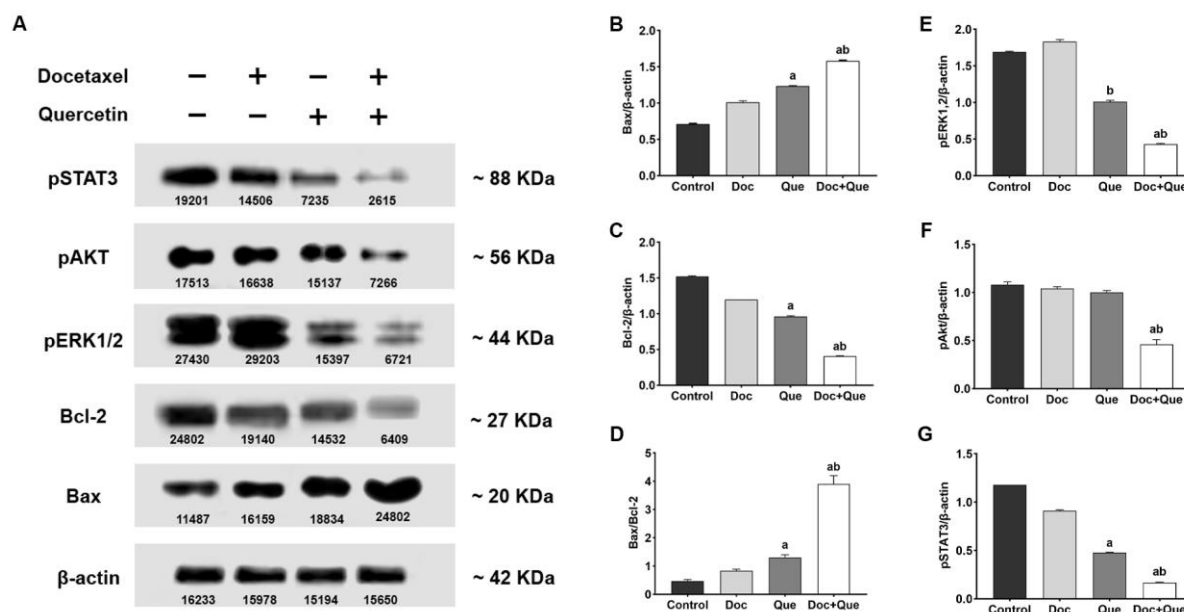 A
Docetaxel − + − +
Quercetin − − + +
pSTAT3 ~ 88 KDa
19201 14506 7235 2615
pAKT ~ 56 KDa
17513 16638 15137 7266
pERK1/2 ~ 44 KDa
27430 29203 15397 6721
Bcl-2 ~ 27 KDa
24802 19140 14532 6409
Bax ~ 20 KDa
11487 16159 18834 24802
β-actin ~ 42 KDa
16233 15978 15194 15650
B
Bax/β-actin
2.0
1.5
1.0
0.5
0.0
a
ab
Control Doc Que Doc+Que
C
Bcl-2/β-actin
2.0
1.5
1.0
0.5
0.0
a
ab
Control Doc Que Doc+Que
D
Bax/Bcl-2
5
4
3
2
1
0
a
ab
Control Doc Que Doc+Que
E
pERK1,2/β-actin
2.0
1.5
1.0
0.5
0.0
b
ab
Control Doc Que Doc+Que
F
pAkt/β-actin
1.5
1.0
0.5
0.0
ab
Control Doc Que Doc+Que
G
pSTAT3/β-actin
1.5
1.0
0.5
0.0
a
ab
Control Doc Que Doc+Que